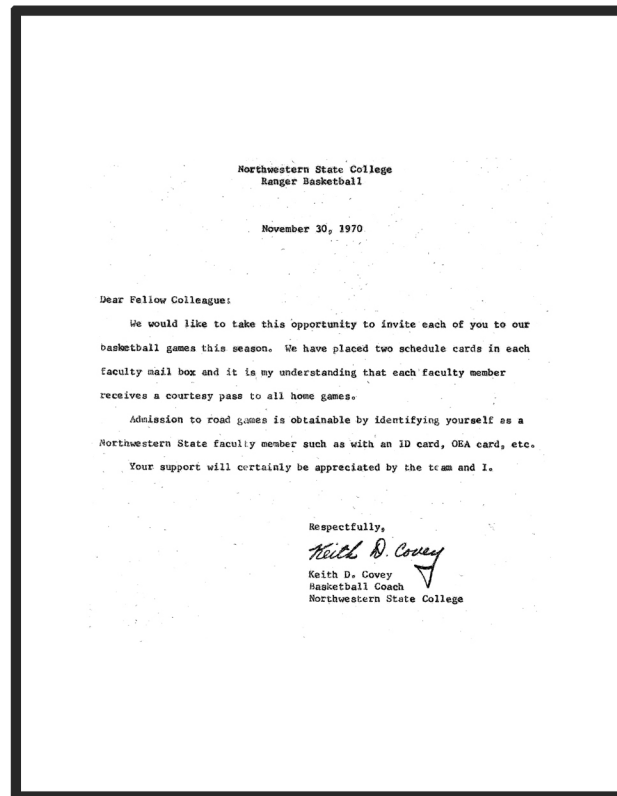 Northwestern State College
Ranger Basketball
November 30, 1970
Dear Fellow Colleague:
We would like to take this opportunity to invite each of you to our
basketball games this season. We have placed two schedule cards in each
faculty mail box and it is my understanding that each faculty member
receives a courtesy pass to all home games.
Admission to road games is obtainable by identifying yourself as a
Northwestern State faculty member such as with an ID card, OEA card, etc.
Your support will certainly be appreciated by the team and I.
Respectfully,
Keith D. Covey
Keith D. Covey
Basketball Coach
Northwestern State College